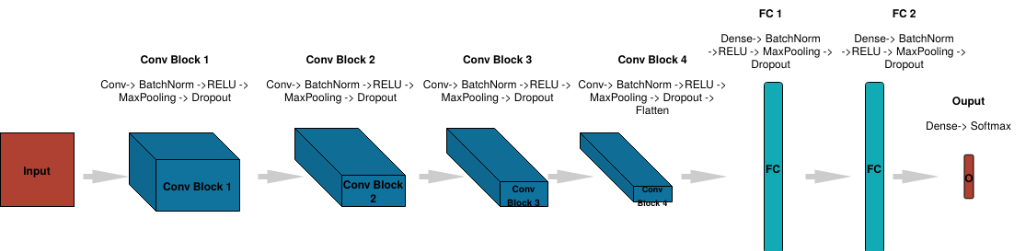 FC 1
FC 2
Dense-> BatchNorm
->RELU -> MaxPooling ->
Dropout
Dense-> BatchNorm
->RELU -> MaxPooling ->
Dropout
Conv Block 1
Conv Block 2
Conv Block 3
Conv Block 4
Conv-> BatchNorm ->RELU ->
MaxPooling -> Dropout
Conv-> BatchNorm ->RELU ->
MaxPooling -> Dropout
Conv-> BatchNorm ->RELU ->
MaxPooling -> Dropout
Conv-> BatchNorm ->RELU ->
MaxPooling -> Dropout ->
Flatten
Ouput
Dense-> Softmax
Input
Conv Block 1
Conv Block
2
Conv
Block 3
Conv
Block 4
FC
FC
O